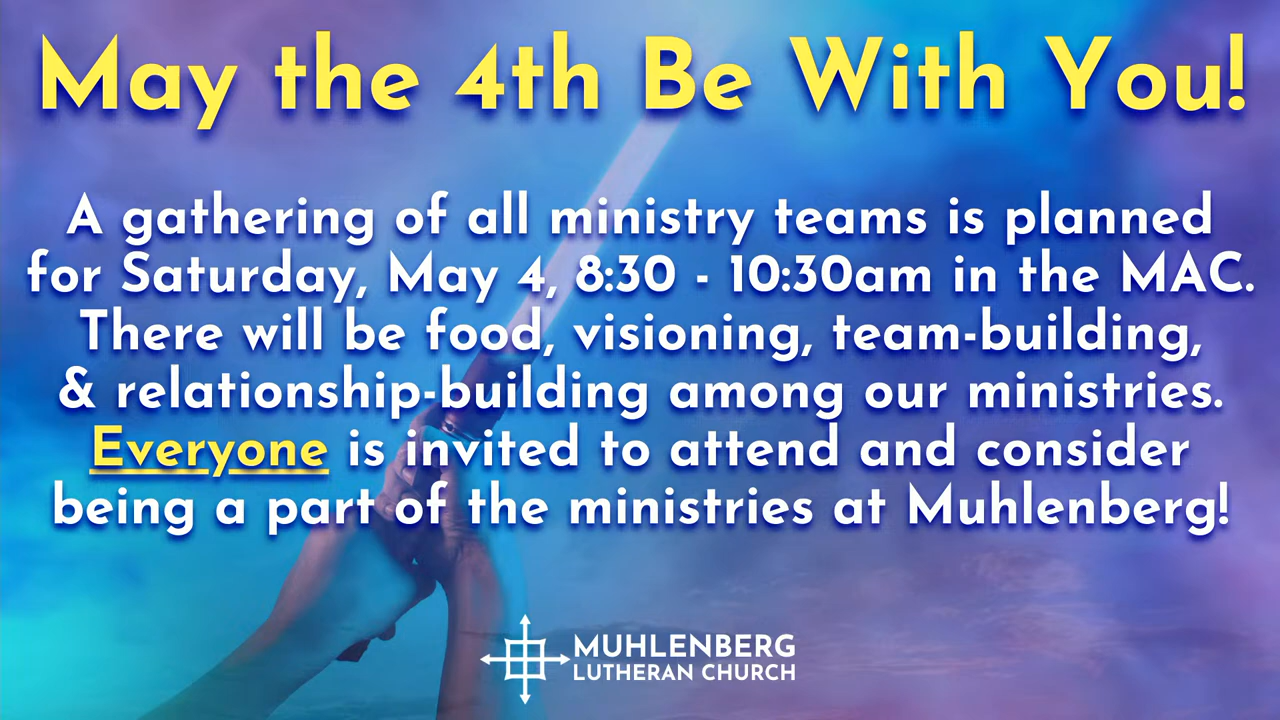 May the 4th Be With You!
A gathering of all ministry teams is planned
for Saturday, May 4, 8:30 - 10:30am in the MAC.
There will be food, visioning, team-building,
& relationship-building among our ministries.
Everyone is invited to attend and consider
being a part of the ministries at Muhlenberg!
MUHLENBERG
LUTHERAN CHURCH